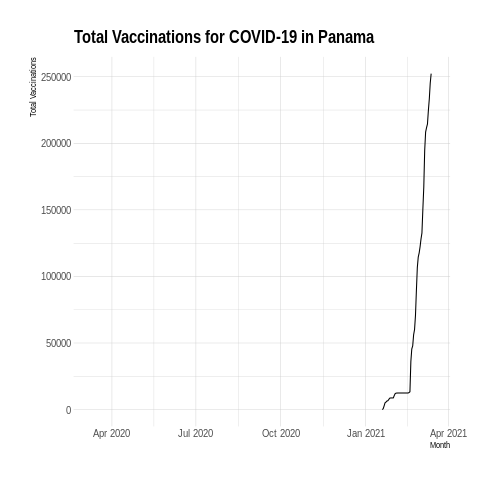 Total Vaccinations for COVID-19 in Panama
Total Vaccinations
250000
200000
150000
100000
50000
0
Apr 2020 Jul 2020 Oct 2020 Jan 2021 Apr 2021
Month